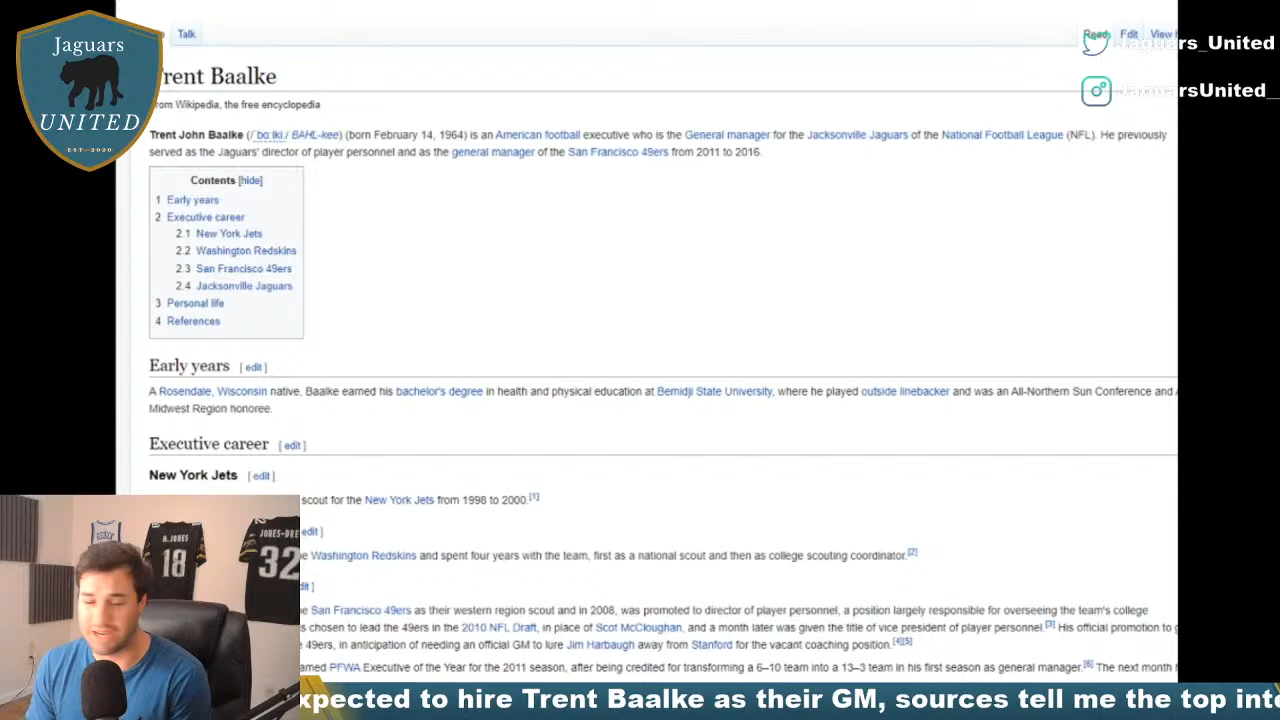 Jaguars
UNITED
EST. 2020
Talk
Read Edit View
Jaguars_United
JaguarsUnited_
Trent Baalke
From Wikipedia, the free encyclopedia
Trent John Baalke (/ˈbɑːlki/ BAHL-kee) (born February 14, 1964) is an American football executive who is the General manager for the Jacksonville Jaguars of the National Football League (NFL). He previously
served as the Jaguars' director of player personnel and as the general manager of the San Francisco 49ers from 2011 to 2016.
Contents [hide]
1 Early years
2 Executive career
2.1 New York Jets
2.2 Washington Redskins
2.3 San Francisco 49ers
2.4 Jacksonville Jaguars
3 Personal life
4 References
Early years [ edit ]
A Rosendale, Wisconsin native, Baalke earned his bachelor's degree in health and physical education at Bemidji State University, where he played outside linebacker and was an All-Northern Sun Conference and
Midwest Region honoree.
Executive career [ edit ]
New York Jets [ edit ]
scout for the New York Jets from 1998 to 2000.[1]
edit ]
Washington Redskins and spent four years with the team, first as a national scout and then as college scouting coordinator.[2]
San Francisco 49ers as their western region scout and in 2008, was promoted to director of player personnel, a position largely responsible for overseeing the team's college
s chosen to lead the 49ers in the 2010 NFL Draft, in place of Scot McCloughan, and a month later was given the title of vice president of player personnel.[3] His official promotion to
49ers, in anticipation of needing an official GM to lure Jim Harbaugh away from Stanford for the vacant coaching position.[4][5]
amed PFWA Executive of the Year for the 2011 season, after being credited for transforming a 6–10 team into a 13–3 team in his first season as general manager.[6] The next month
JONES
18
JONES-DRE
32
xpected to hire Trent Baalke as their GM, sources tell me the top int